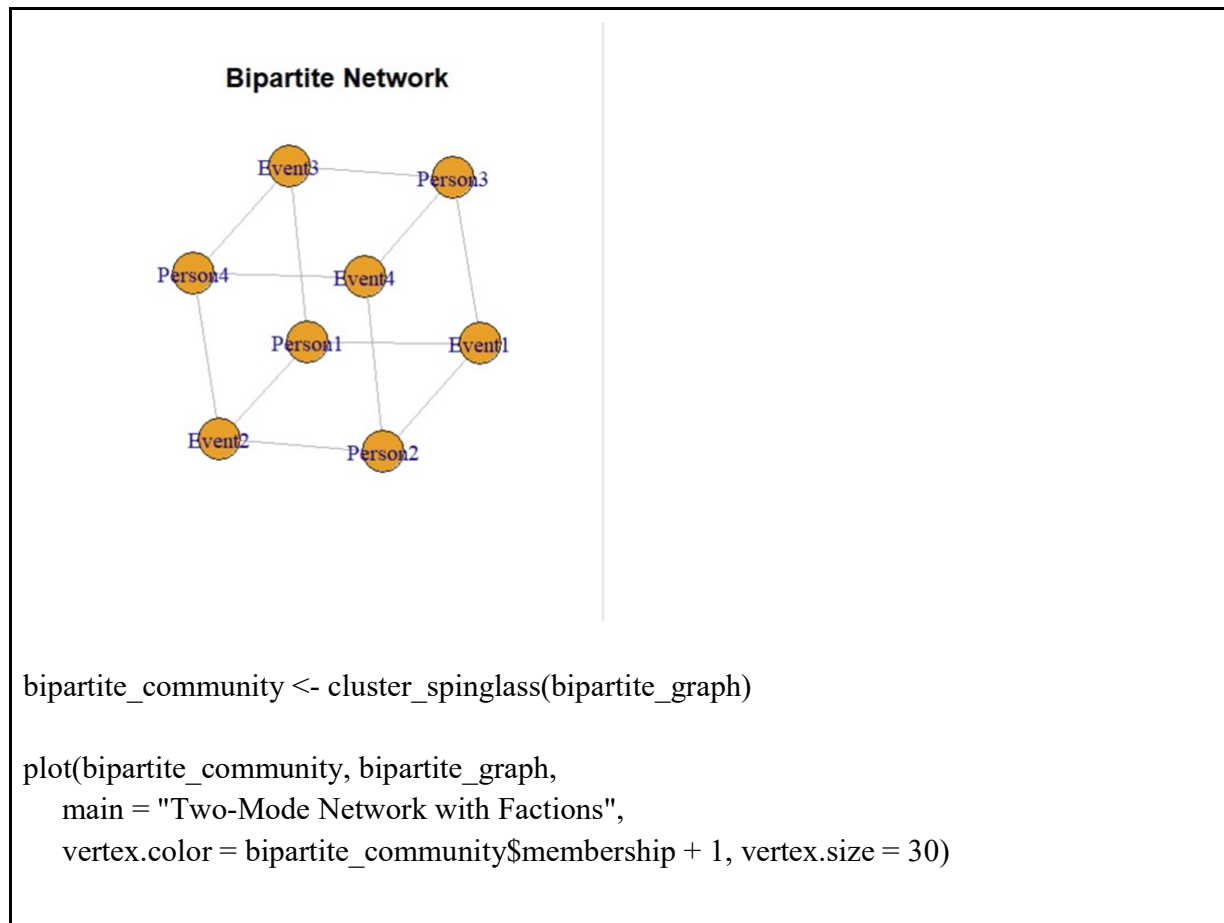 Bipartite Network
Event3
Person3
Person4
Event4
Person1
Event1
Event2
Person2
bipartite_community <- cluster_spinglass(bipartite_graph)
plot(bipartite_community, bipartite_graph,
main = "Two-Mode Network with Factions",
vertex.color = bipartite_community$membership + 1, vertex.size = 30)